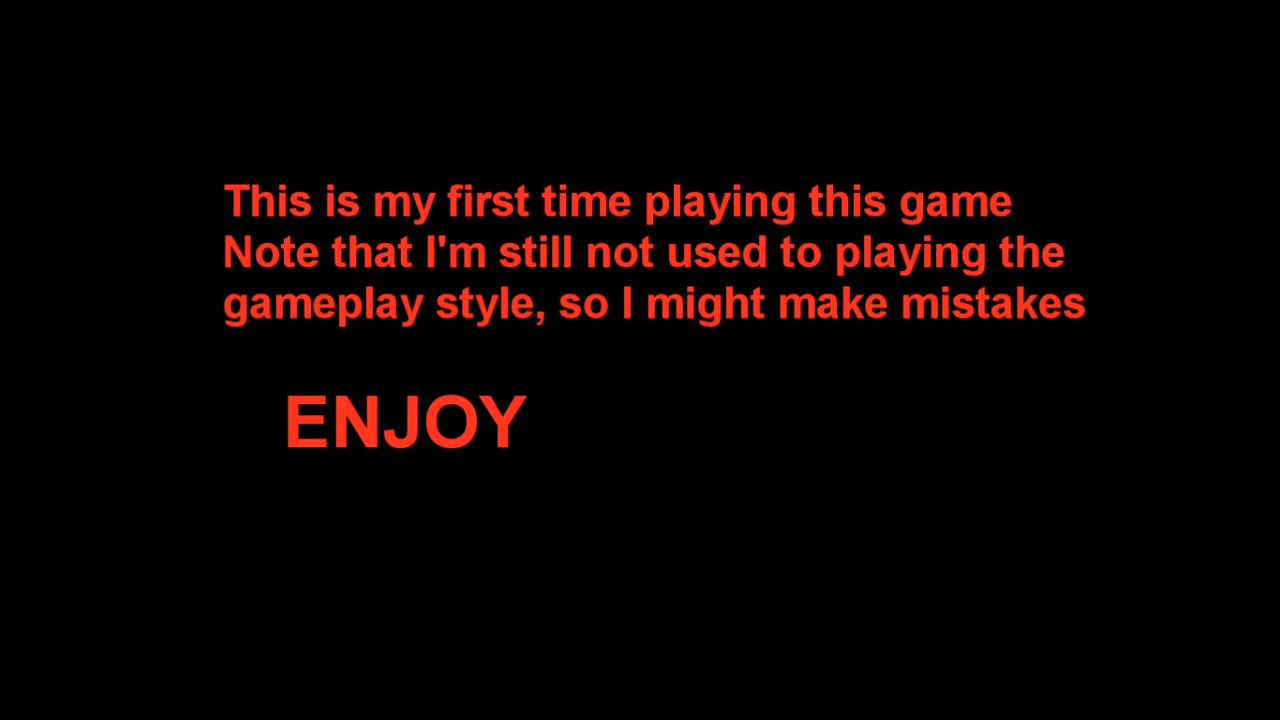 This is my first time playing this game
Note that I'm still not used to playing the
gameplay style, so I might make mistakes
ENJOY